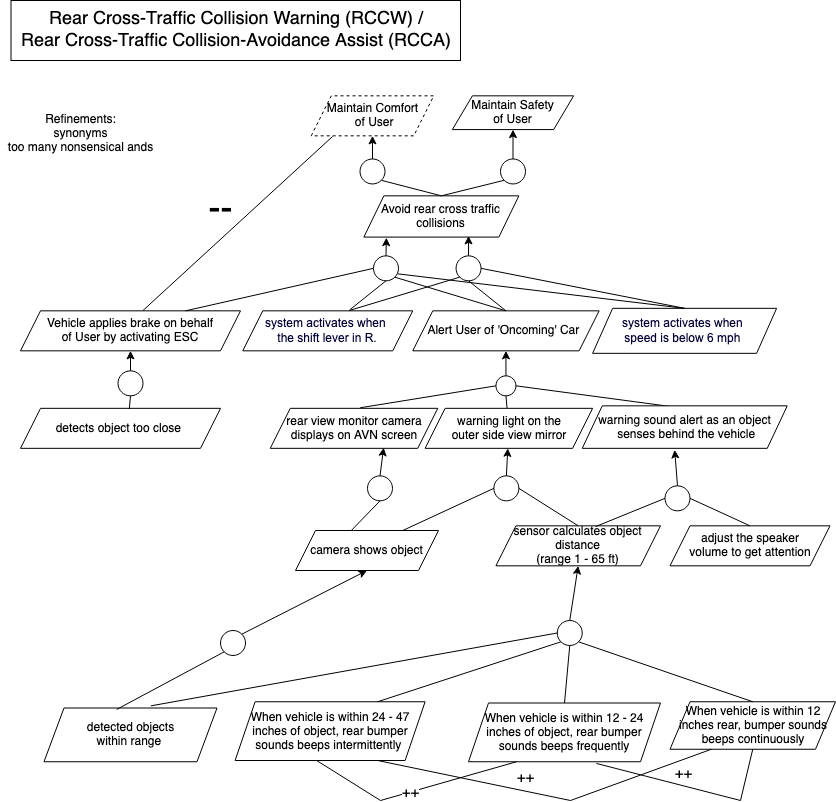 Rear Cross-Traffic Collision Warning (RCCW) /
Rear Cross-Traffic Collision-Avoidance Assist (RCCA)
Refinements:
synonyms
too many nonsensical ands
Maintain Comfort
of User
Maintain Safety
of User
--
Avoid rear cross traffic
collisions
Vehicle applies brake on behalf
of User by activating ESC
system activates when
the shift lever in R.
Alert User of 'Oncoming' Car
system activates when
speed is below 6 mph
detects object too close
rear view monitor camera
displays on AVN screen
warning light on the
outer side view mirror
warning sound alert as an object
senses behind the vehicle
camera shows object
sensor calculates object
distance
(range 1 - 65 ft)
adjust the speaker
volume to get attention
detected objects
within range
When vehicle is within 24 - 47
inches of object, rear bumper
sounds beeps intermittently
When vehicle is within 12 - 24
inches of object, rear bumper
sounds beeps frequently
When vehicle is within 12
inches rear, bumper sounds
beeps continuously
++
++
++